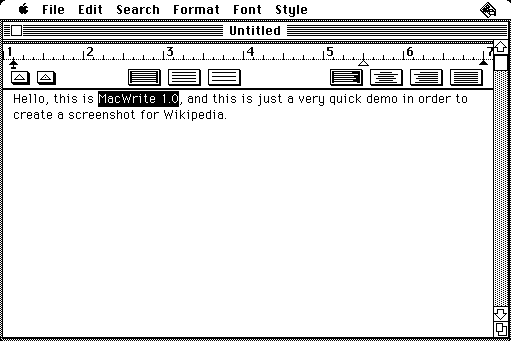 File Edit Search Format Font Style
Untitled
1 2 3 4 5 6 7
Hello, this is MacWrite 1.0, and this is just a very quick demo in order to
create a screenshot for Wikipedia.